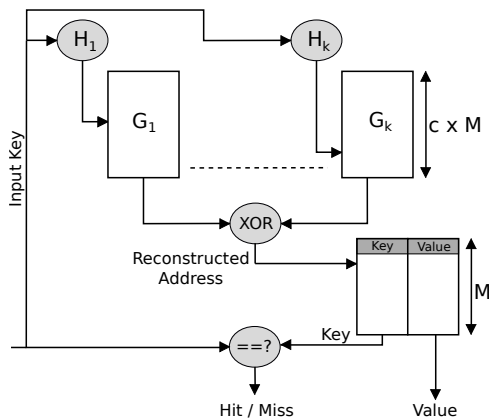 H1
Hk
G1
Gk
c x M
Input Key
XOR
Reconstructed
Address
Key
Value
M
Key
==?
Hit / Miss
Value